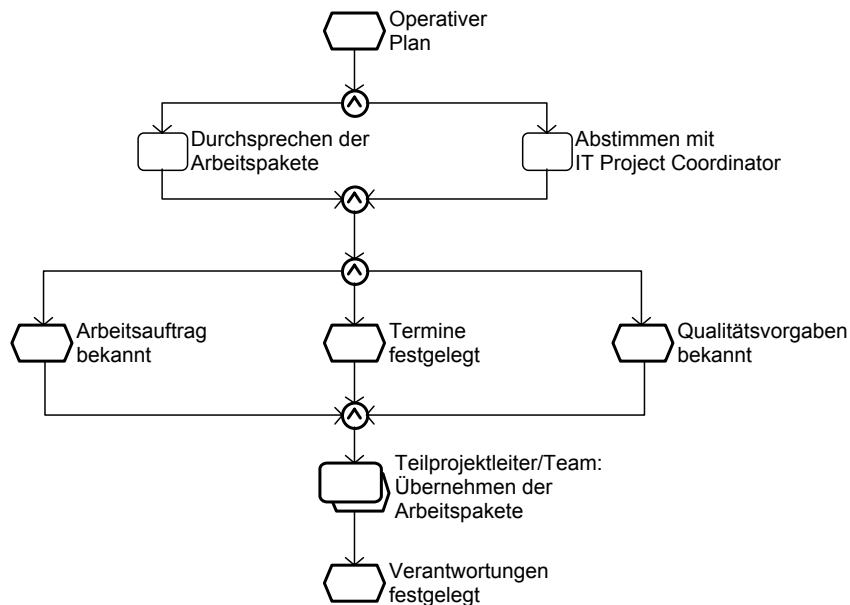 Operativer
Plan
Durchsprechen der
Arbeitspakete
Abstimmen mit
IT Project Coordinator
Arbeitsauftrag
bekannt
Termine
festgelegt
Qualitätsvorgaben
bekannt
Teilprojektleiter/Team:
Übernehmen der
Arbeitspakete
Verantwortungen
festgelegt